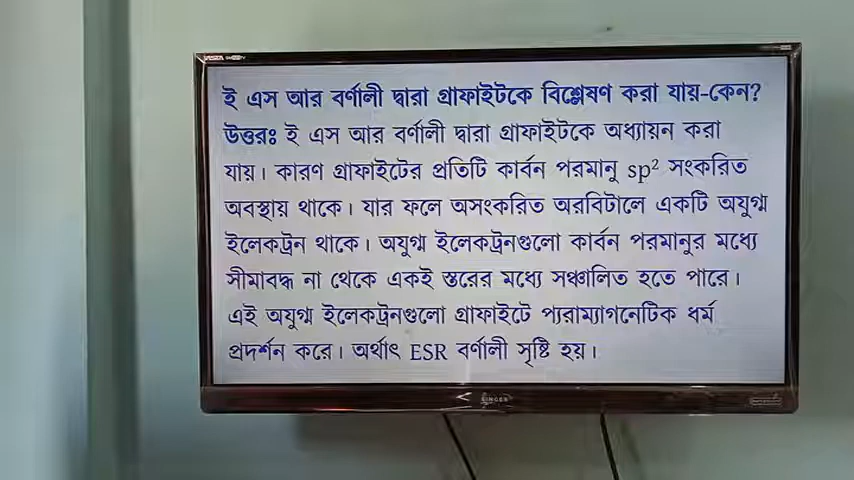 ই এস আর বর্ণালী দ্বারা গ্রাফাইটকে বিশ্লেষণ করা যায়-কেন?
উত্তরঃ ই এস আর বর্ণালী দ্বারা গ্রাফাইটকে অধ্যায়ন করা
যায়। কারণ গ্রাফাইটের প্রতিটি কার্বন পরমানু sp² সংকরিত
অবস্থায় থাকে। যার ফলে অসংকরিত অরবিটালে একটি অযুগ্ম
ইলেকট্রন থাকে। অযুগ্ম ইলেকট্রনগুলো কার্বন পরমানুর মধ্যে
সীমাবদ্ধ না থেকে একই স্তরের মধ্যে সঞ্চালিত হতে পারে।
এই অযুগ্ম ইলেকট্রনগুলো গ্রাফাইটে প্যরাম্যাগনেটিক ধর্ম
প্রদর্শন করে। অর্থাৎ ESR বর্ণালী সৃষ্টি হয়।
SINGER